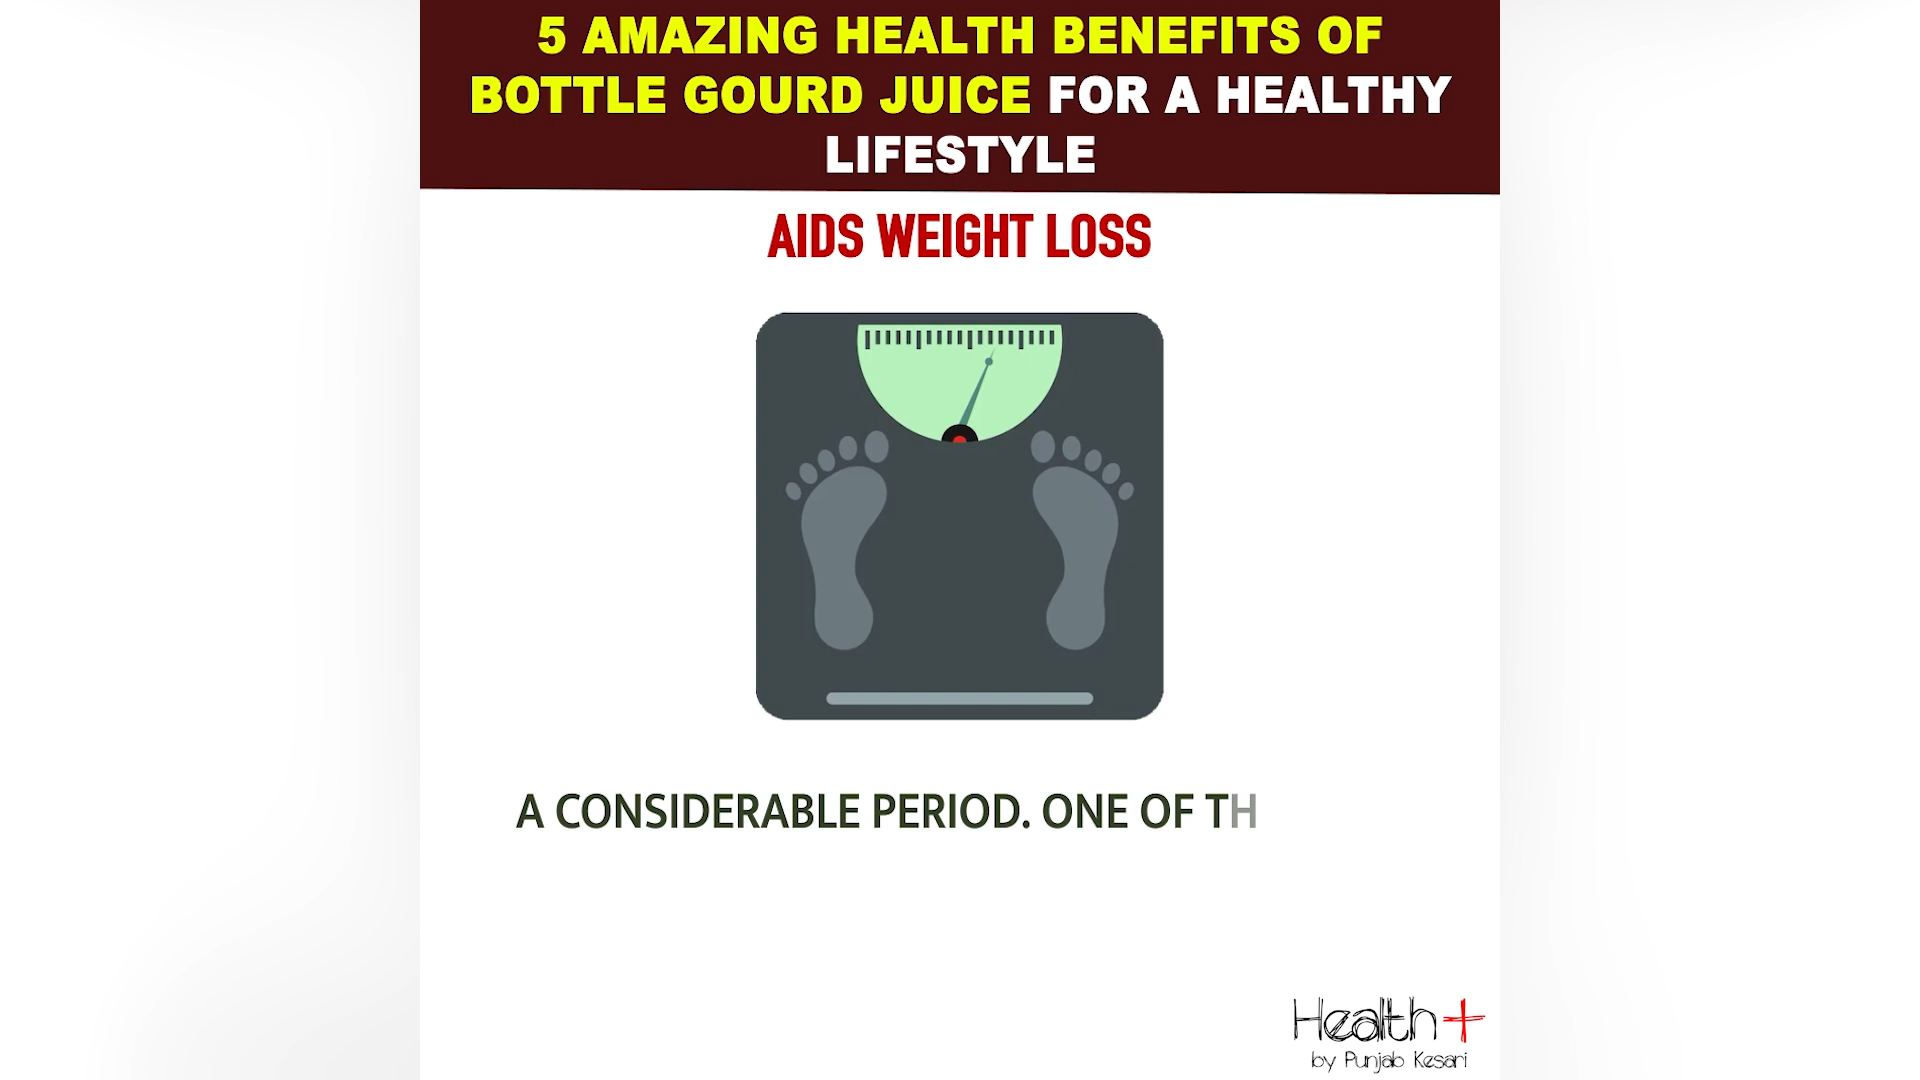 5 AMAZING HEALTH BENEFITS OF
BOTTLE GOURD JUICE FOR A HEALTHY
LIFESTYLE
AIDS WEIGHT LOSS
A CONSIDERABLE PERIOD. ONE OF TH
Health+
by Punjab Kesari